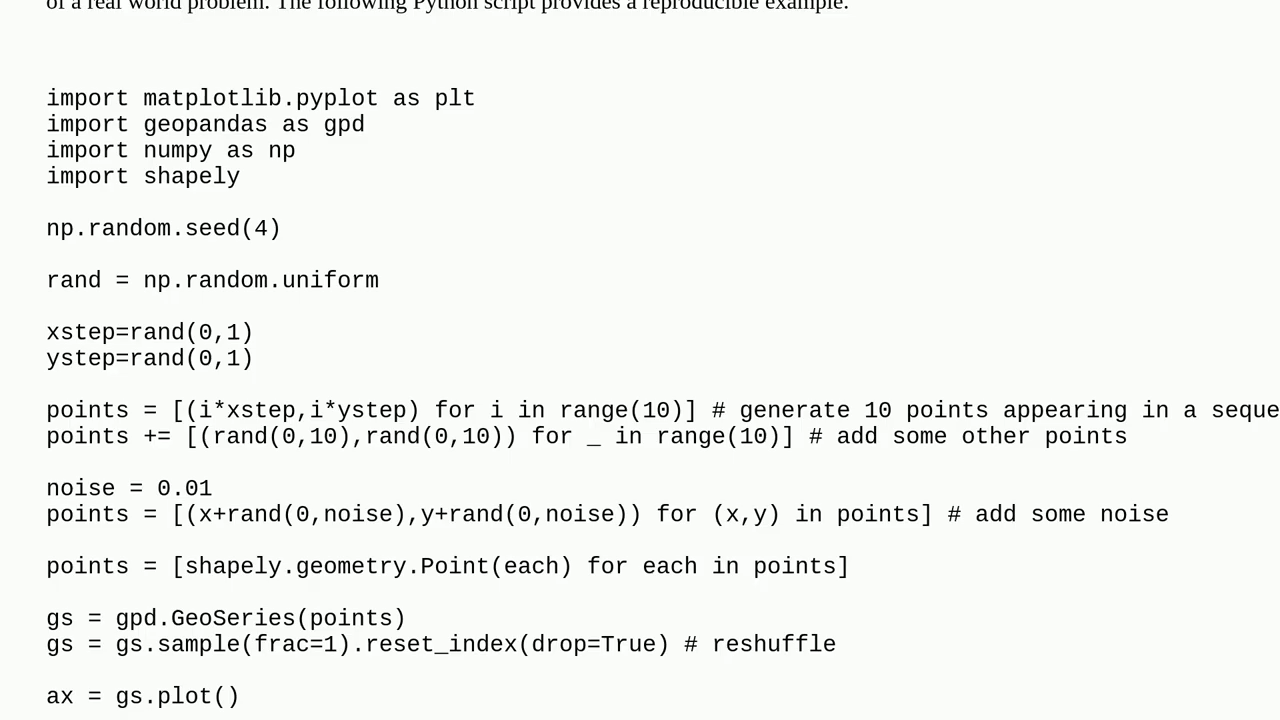 of a real world problem. The following Python script provides a reproducible example.
import matplotlib.pyplot as plt
import geopandas as gpd
import numpy as np
import shapely
np.random.seed(4)
rand = np.random.uniform
xstep=rand(0,1)
ystep=rand(0,1)
points = [(i*xstep,i*ystep) for i in range(10)] # generate 10 points appearing in a seque
points += [(rand(0,10),rand(0,10)) for _ in range(10)] # add some other points
noise = 0.01
points = [(x+rand(0,noise),y+rand(0,noise)) for (x,y) in points] # add some noise
points = [shapely.geometry.Point(each) for each in points]
gs = gpd.GeoSeries(points)
gs = gs.sample(frac=1).reset_index(drop=True) # reshuffle
ax = gs.plot()